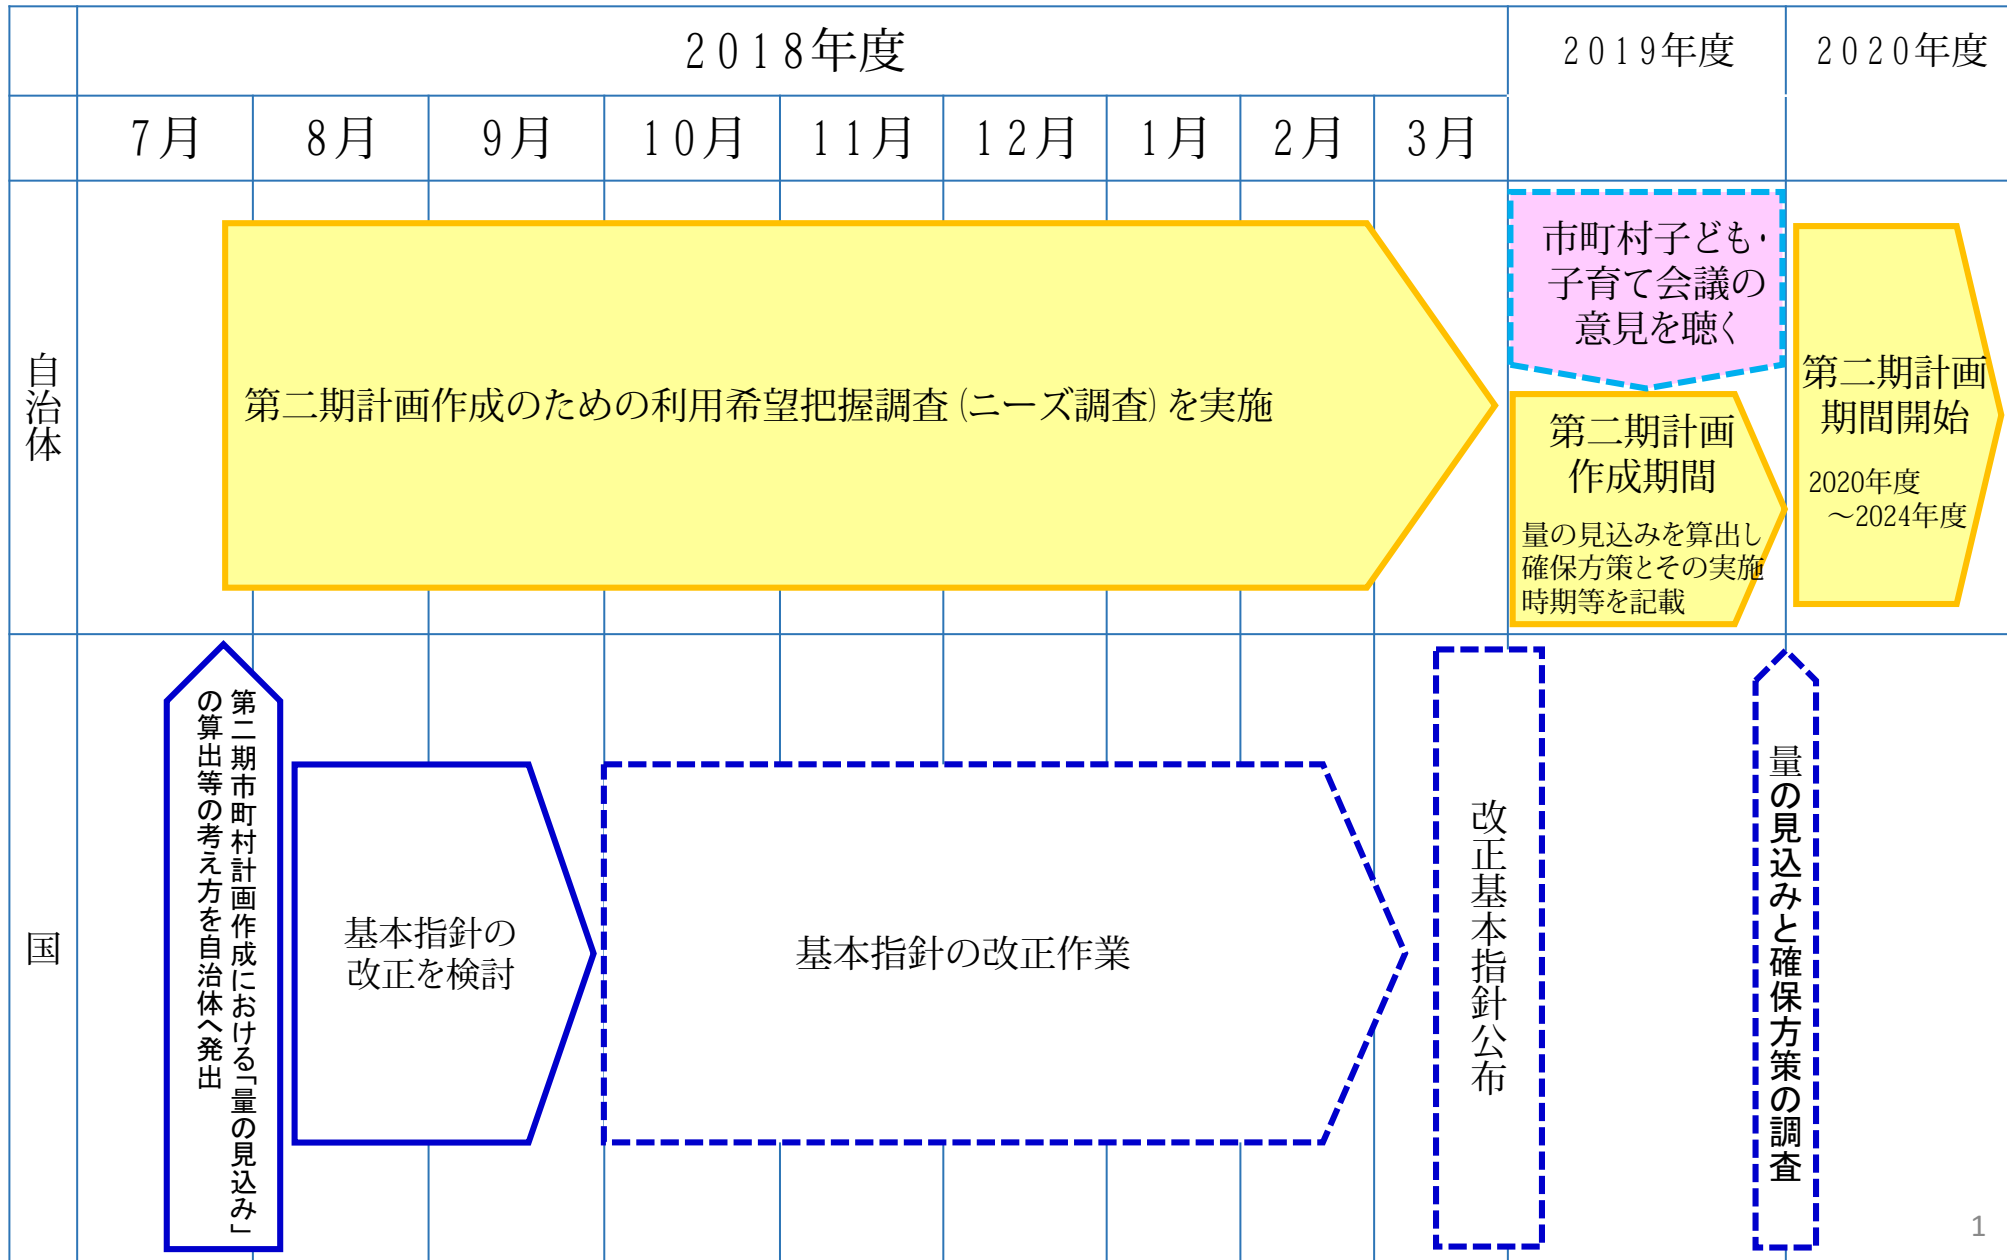 2018年度
2019年度
2020年度
7月
8月
9月
10月
11月
12月
1月
2月
3月
自治体
第二期計画作成のための利用希望把握調査(ニーズ調査)を実施
市町村子ども・
子育て会議の
意見を聴く
第二期計画
作成期間
量の見込みを算出し
確保方策とその実施
時期等を記載
第二期計画
期間開始
2020年度
～2024年度
国
第二期市町村計画作成における「量の見込み」
の算出等の考え方を自治体へ発出
基本指針の
改正を検討
基本指針の改正作業
改正基本指針公布
量の見込みと確保方策の調査
1